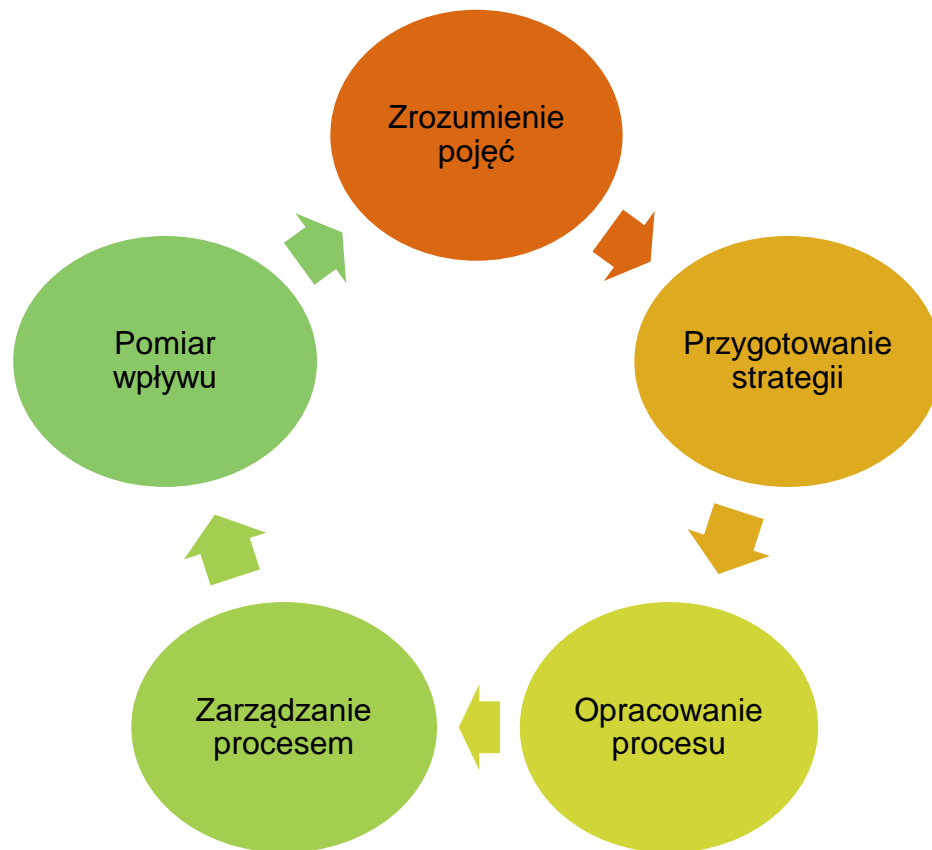 Zrozumienie
pojęć
Przygotowanie
strategii
Opracowanie
procesu
Zarządzanie
procesem
Pomiar
wpływu